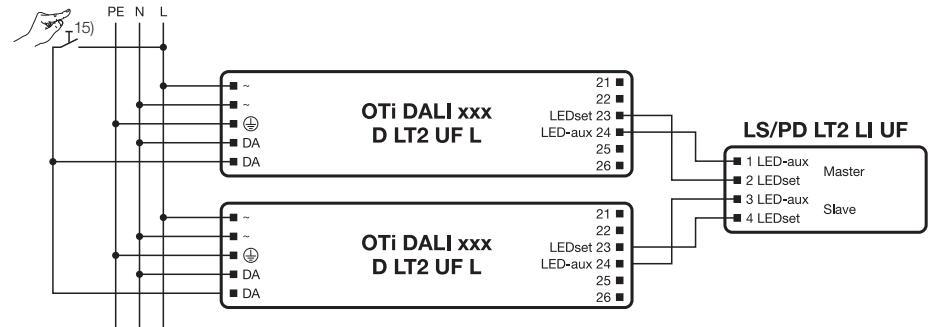 PE N L
15)
~
~
DA
DA
OTi DALI xxx
D LT2 UF L
21
22
LEDset 23
LED-aux 24
25
26
LS/PD LT2 LI UF
1 LED-aux
2 LEDset
Master
3 LED-aux
4 LEDset
Slave
~
~
DA
DA
OTi DALI xxx
D LT2 UF L
21
22
LEDset 23
LED-aux 24
25
26